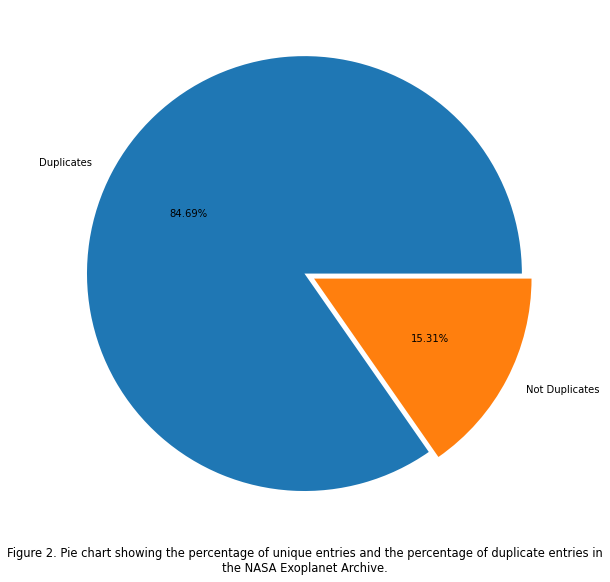 Duplicates
84.69%
15.31%
Not Duplicates
Figure 2. Pie chart showing the percentage of unique entries and the percentage of duplicate entries in
the NASA Exoplanet Archive.